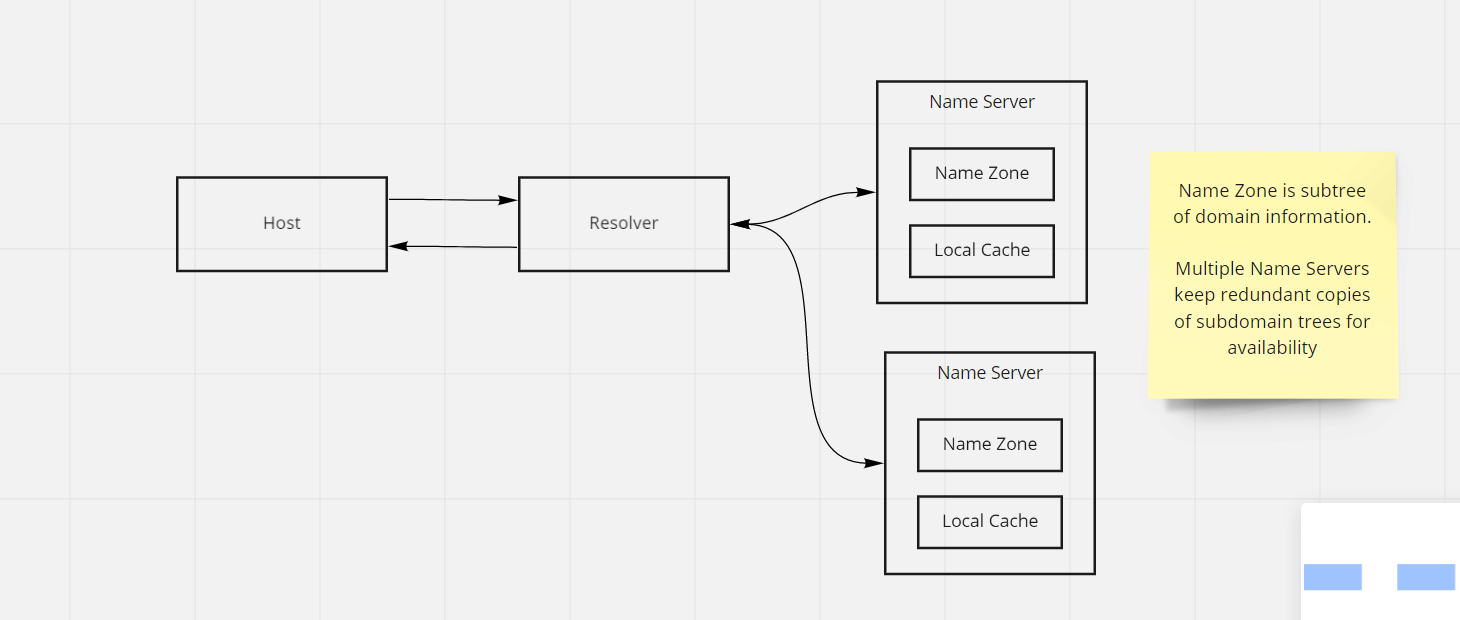 Host
Resolver
Name Server
Name Zone
Local Cache
Name Server
Name Zone
Local Cache
Name Zone is subtree
of domain information.
Multiple Name Servers
keep redundant copies
of subdomain trees for
availability